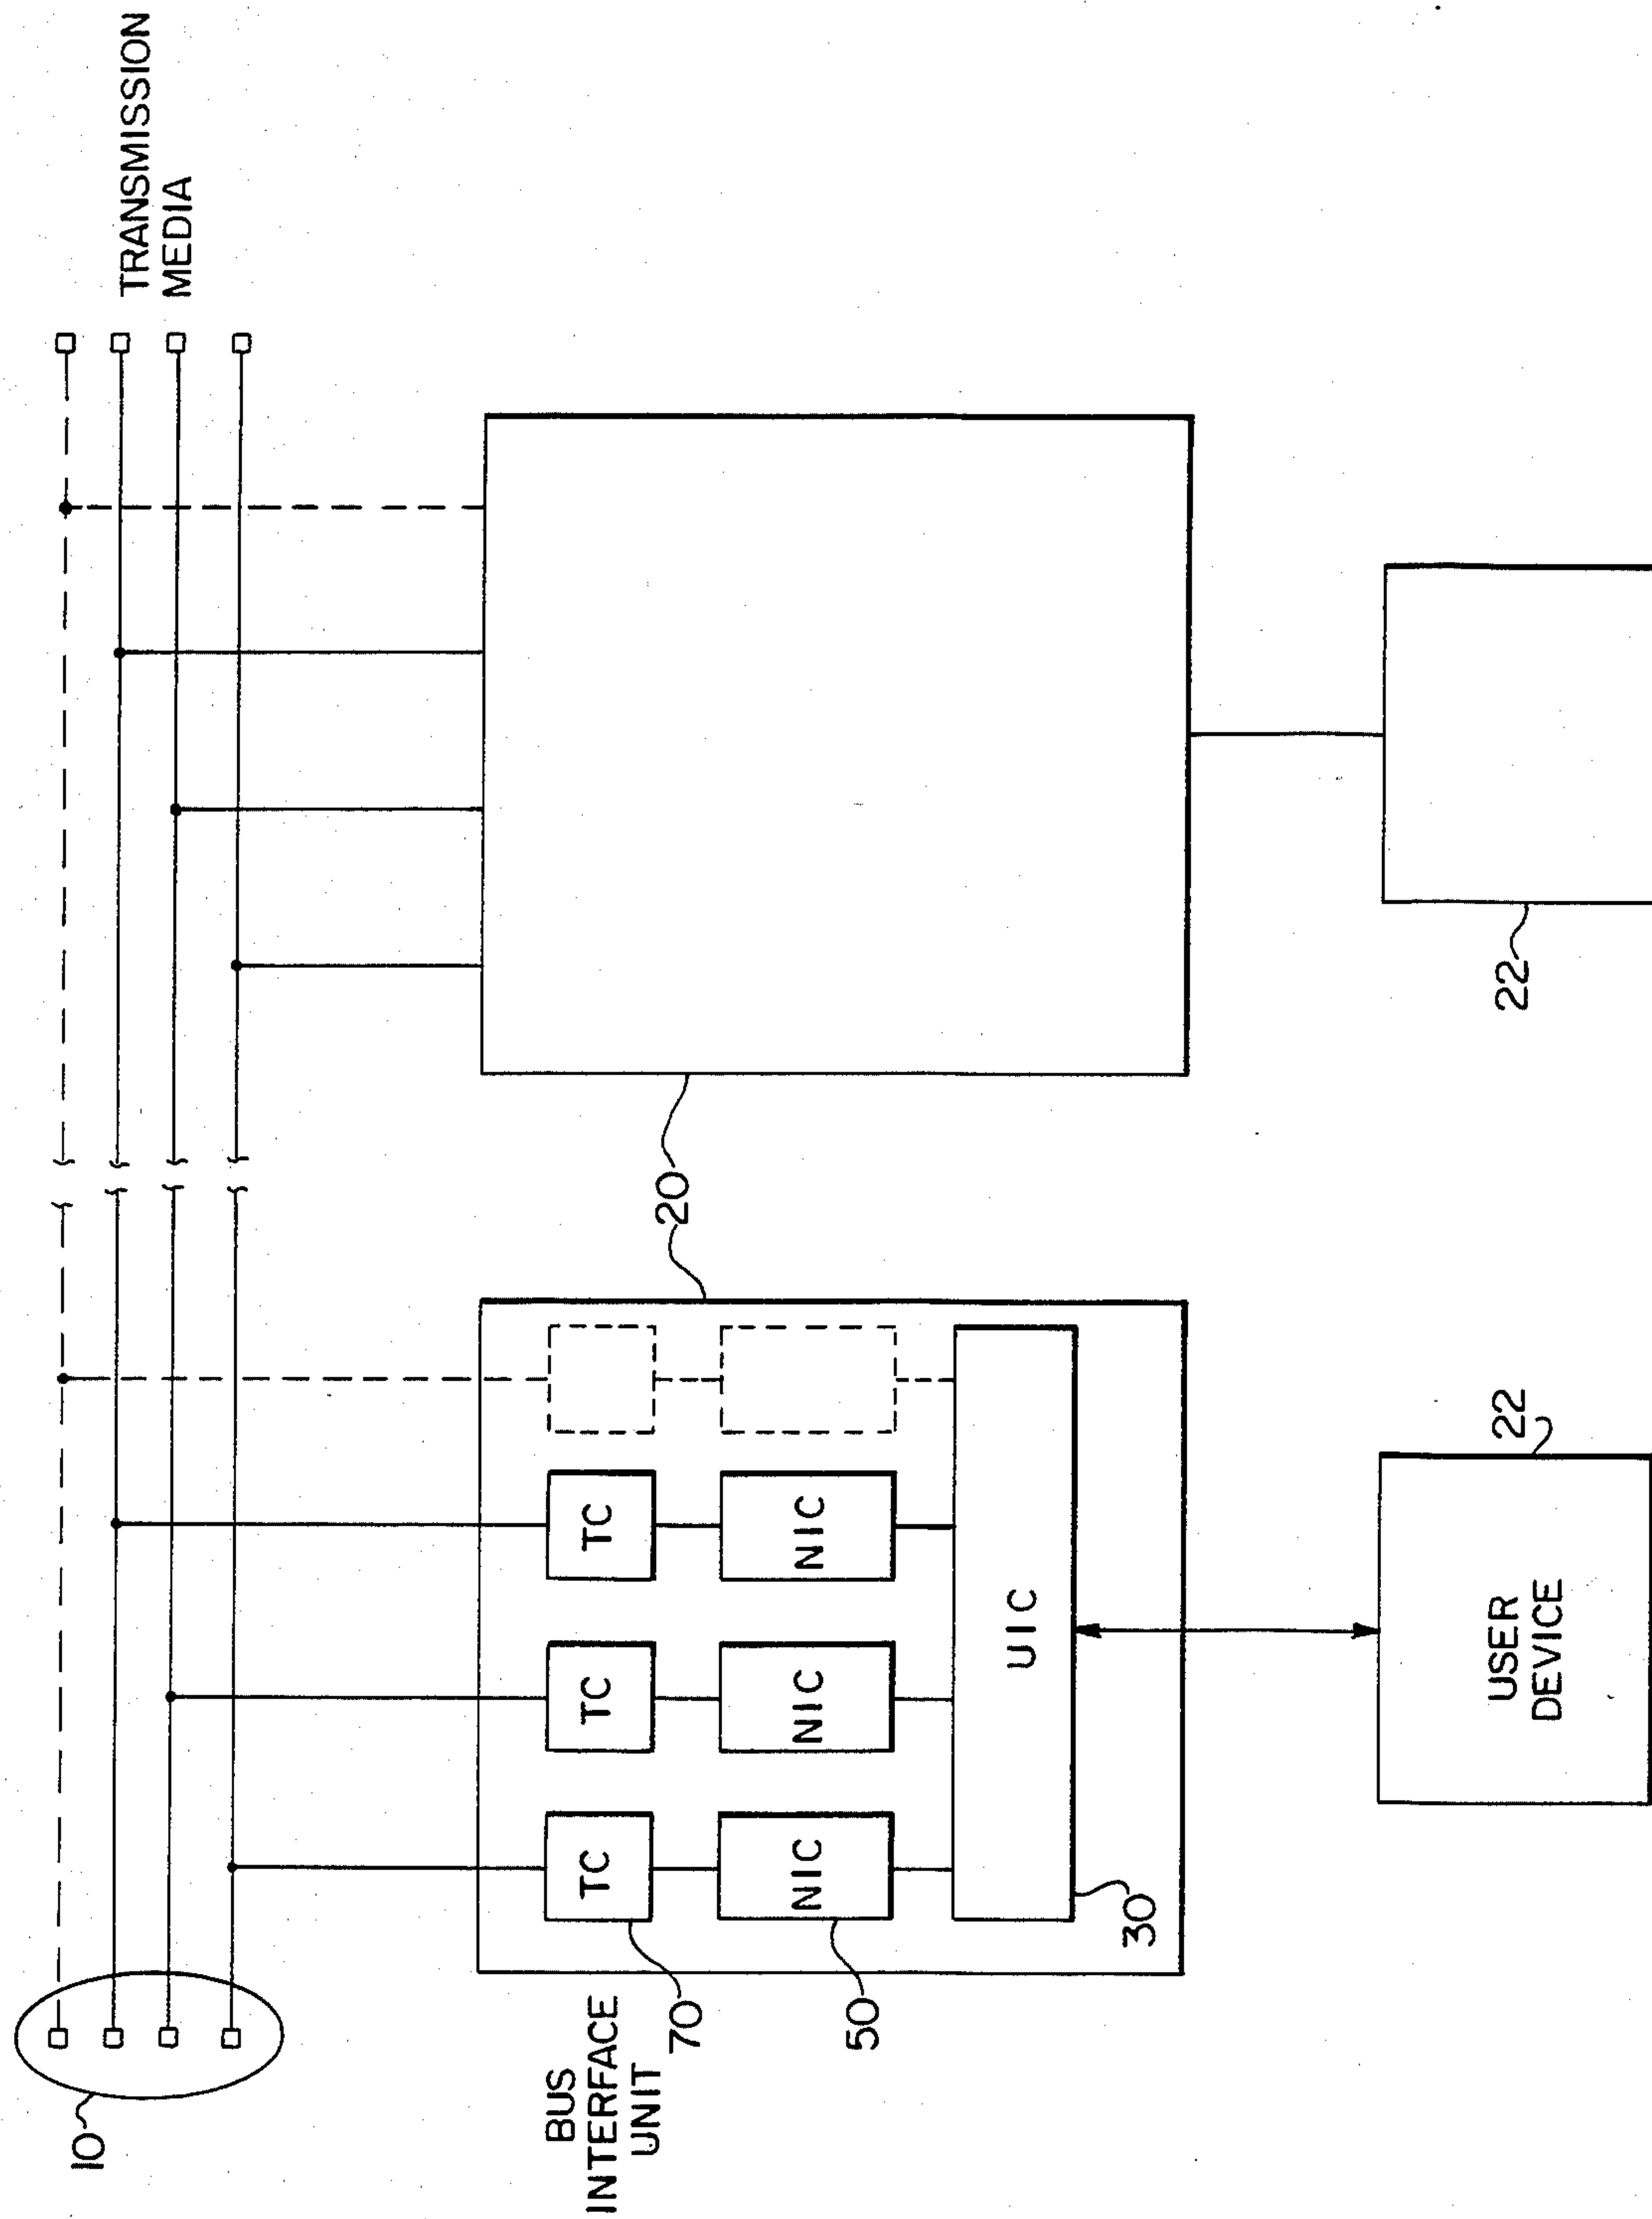 10
TRANSMISSION
MEDIA
BUS
INTERFACE
UNIT
70
50
TC
TC
TC
NIC
NIC
NIC
UIC
30
20
USER
DEVICE
22
22